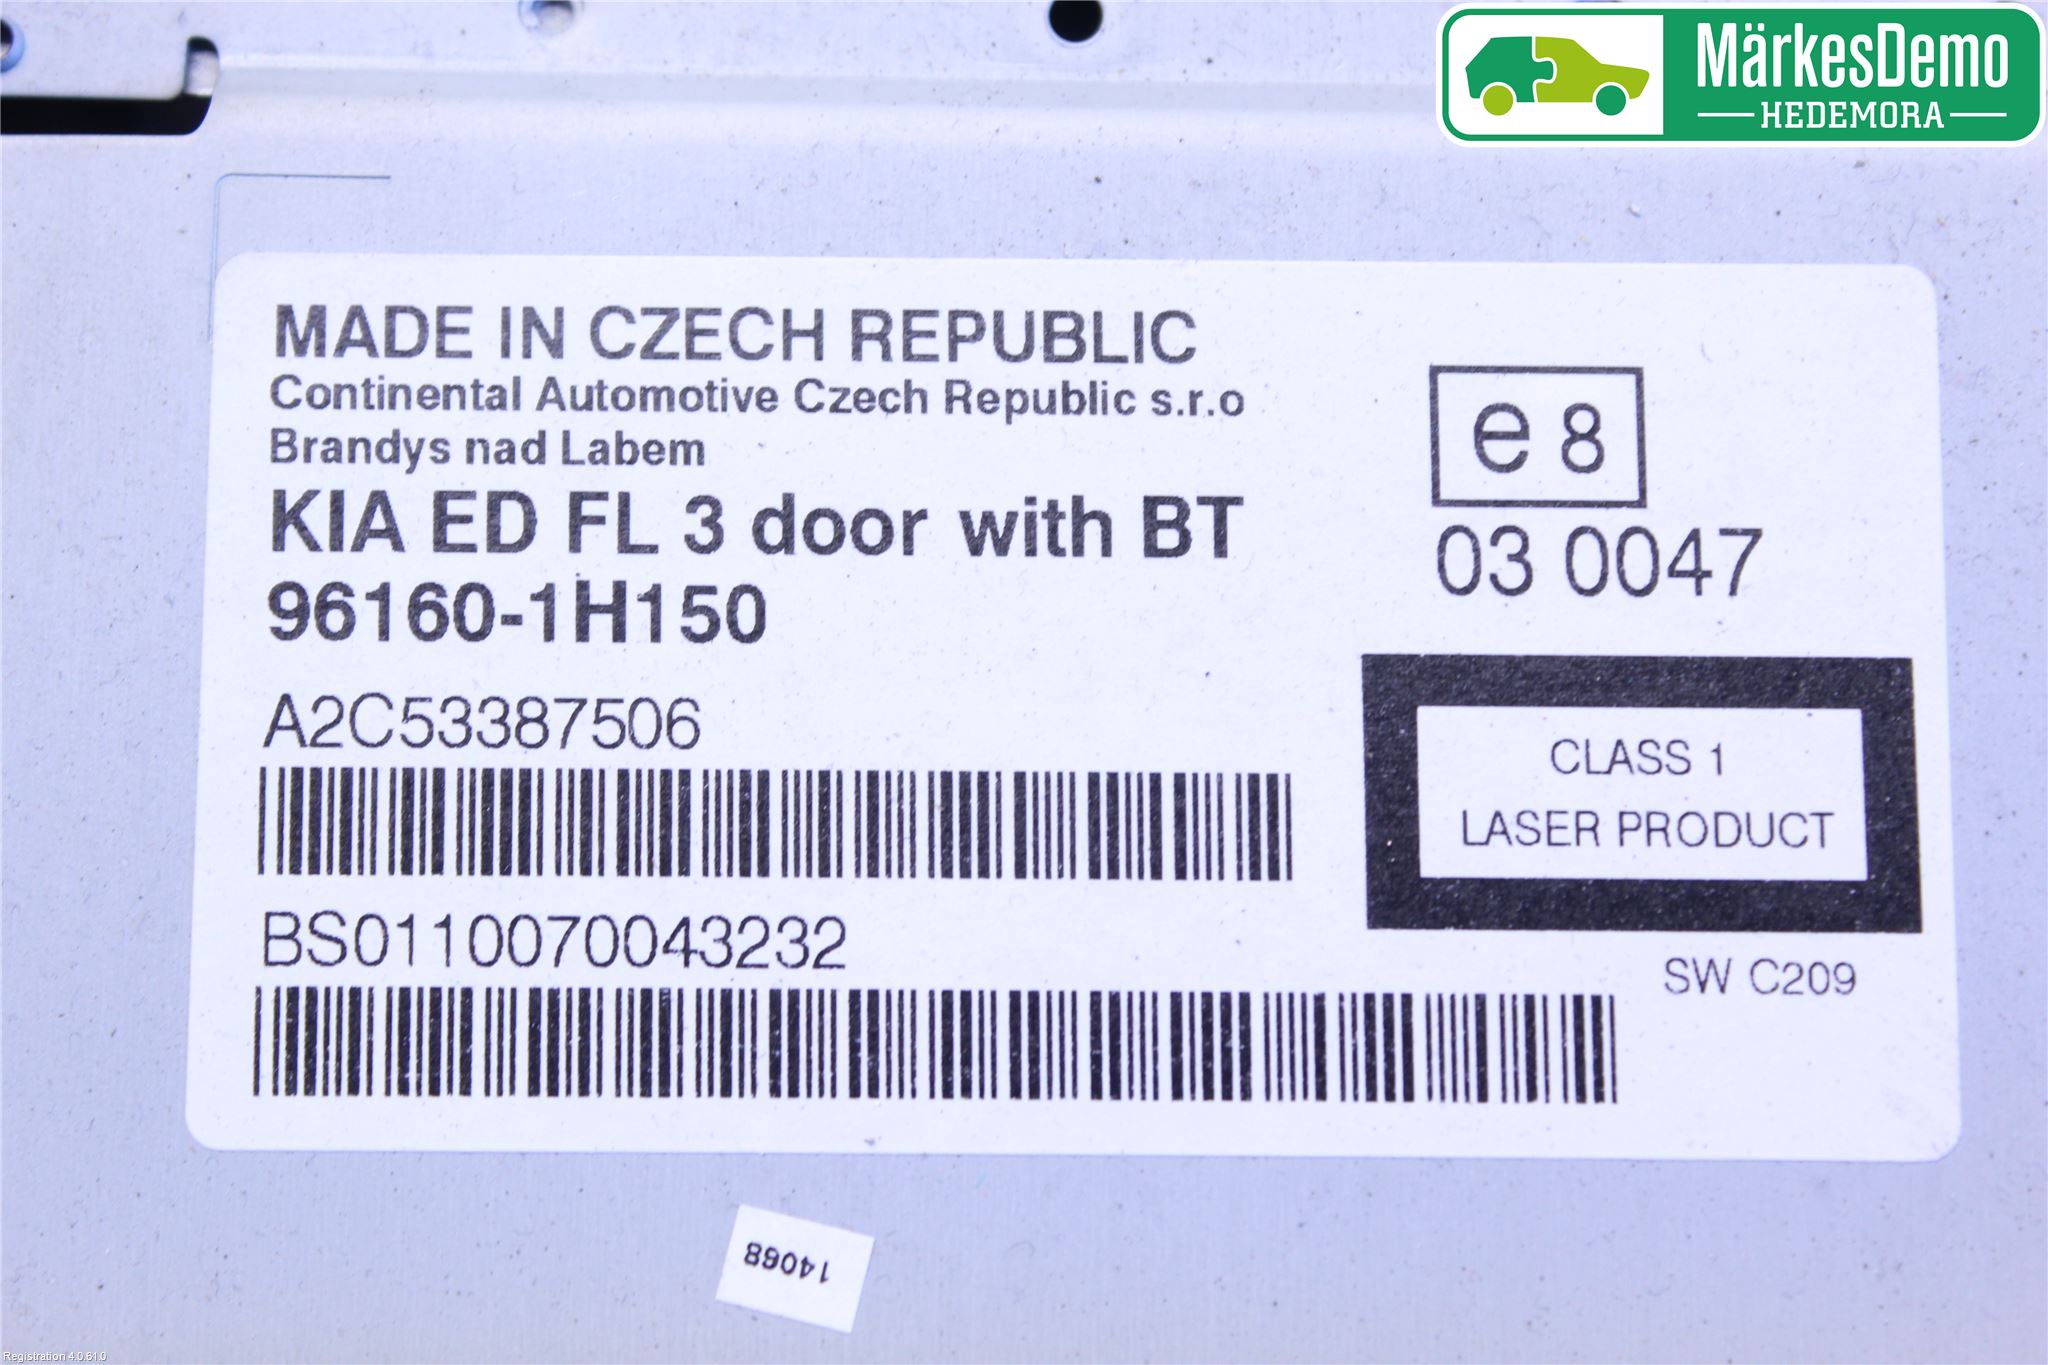 MärkesDemo
HEDEMORA
MADE IN CZECH REPUBLIC
Continental Automotive Czech Republic s.r.o
Brandys nad Labem
KIA ED FL 3 door with BT
96160-1H150
e 8
03 0047
A2C53387506
CLASS 1
LASER PRODUCT
BS0110070043232
SW C209
14068
Registration 4.0.61.0